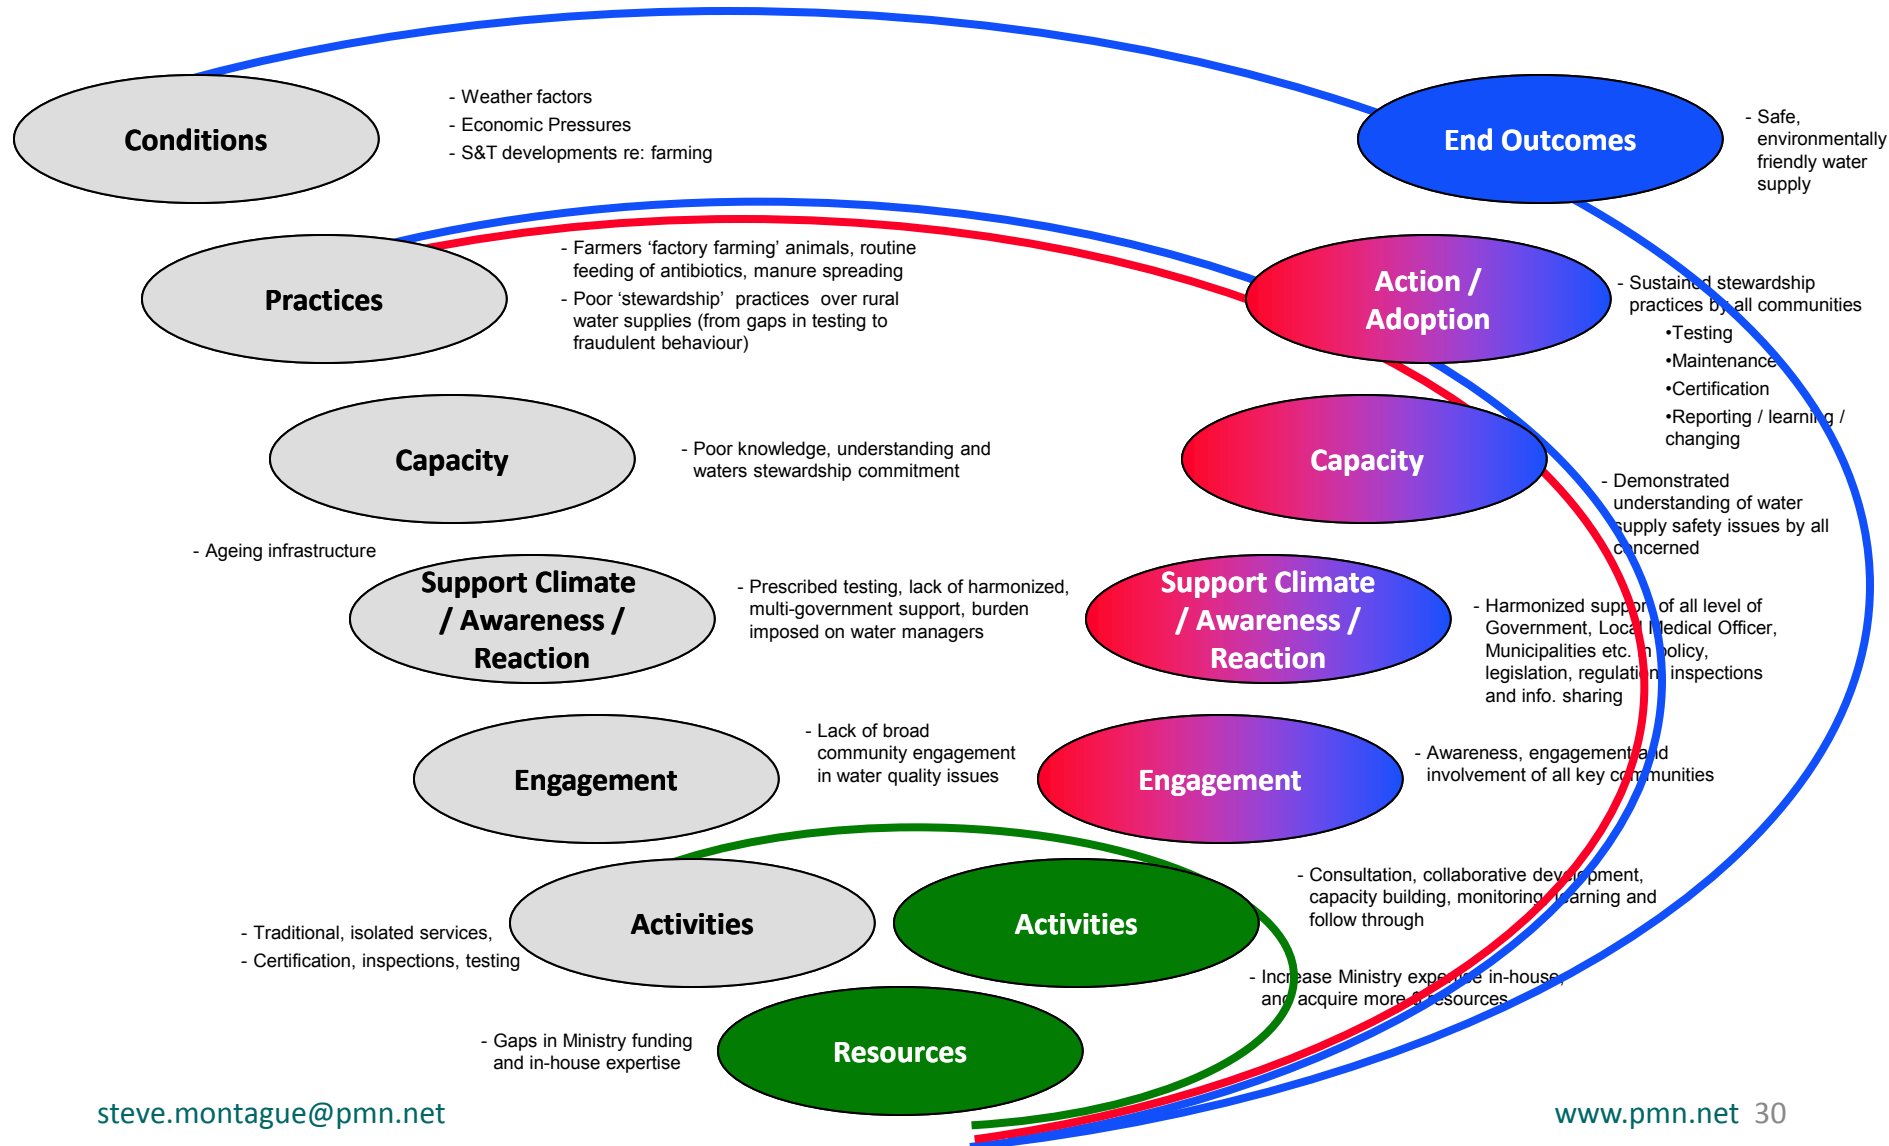 Conditions
- Weather factors
- Economic Pressures
- S&T developments re: farming
End Outcomes
- Safe,
environmentally
friendly water
supply
Practices
- Farmers ‘factory farming’ animals, routine
feeding of antibiotics, manure spreading
- Poor ‘stewardship’ practices over rural
water supplies (from gaps in testing to
fraudulent behaviour)
Action /
Adoption
- Sustained stewardship
practices by all communities
•Testing
•Maintenance
•Certification
•Reporting / learning /
changing
Capacity
- Poor knowledge, understanding and
waters stewardship commitment
Capacity
- Demonstrated
understanding of water
supply safety issues by all
concerned
- Ageing infrastructure
Support Climate
/ Awareness /
Reaction
- Prescribed testing, lack of harmonized,
multi-government support, burden
imposed on water managers
Support Climate
/ Awareness /
Reaction
- Harmonized support of all level of
Government, Local Medical Officer,
Municipalities etc. in policy,
legislation, regulation, inspections
and info. sharing
Engagement
- Lack of broad
community engagement
in water quality issues
Engagement
- Awareness, engagement and
involvement of all key communities
Activities
- Traditional, isolated services,
- Certification, inspections, testing
Activities
- Consultation, collaborative development,
capacity building, monitoring, learning and
follow through
- Increase Ministry expertise in-house,
and acquire more resources
Resources
- Gaps in Ministry funding
and in-house expertise
steve.montague@pmn.net
www.pmn.net 30